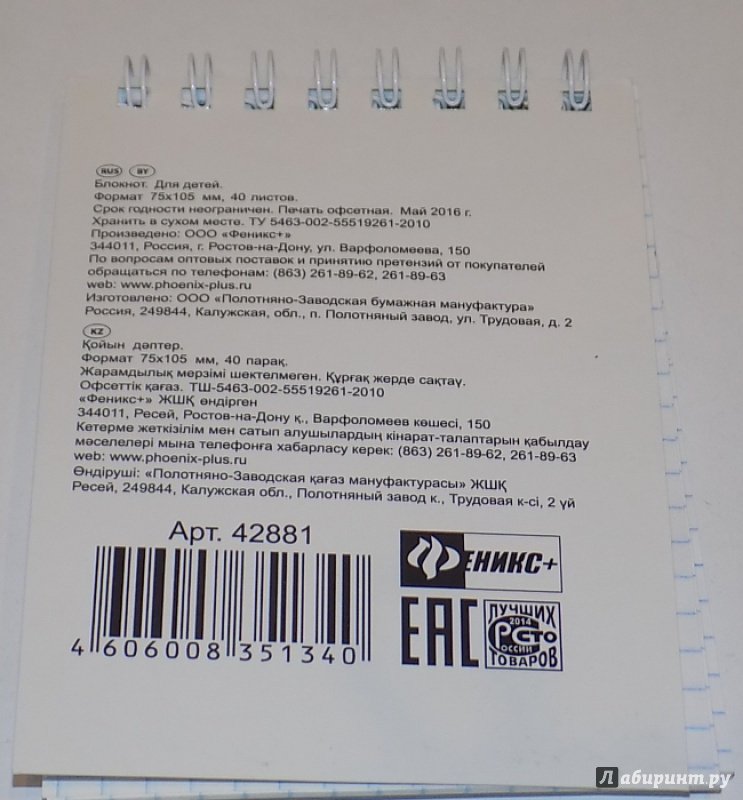 RUS BY
Блокнот. Для детей.
Формат 75х105 мм, 40 листов.
Срок годности неограничен. Печать офсетная. Май 2016 г.
Хранить в сухом месте. ТУ 5463-002-55519261-2010
Произведено: ООО «Феникс+»
344011, Россия, г. Ростов-на-Дону, ул. Варфоломеева, 150
По вопросам оптовых поставок и принятию претензий от покупателей
обращаться по телефонам: (863) 261-89-62, 261-89-63
web: www.phoenix-plus.ru
Изготовлено: ООО «Полотняно-Заводская бумажная мануфактура»
Россия, 249844, Калужская, обл., п. Полотняный завод, ул. Трудовая, д. 2
KZ
Қойын дәптер.
Формат 75х105 мм, 40 парақ.
Жарамдылық мерзімі шектелмеген. Құрғақ жерде сақтау.
Офсеттік қағаз. ТШ-5463-002-55519261-2010
«Феникс+» ЖШҚ өндірген
344011, Ресей, Ростов-на-Дону қ., Варфоломеев көшесі, 150
Көтерме жеткізілім мен сатып алушылардың кінарат-талаптарын қабылдау
мәселелері мына телефонға хабарласу керек: (863) 261-89-62, 261-89-63
web: www.phoenix-plus.ru
Өндіруші: «Полотняно-Заводская қағаз мануфактурасы» ЖШҚ
Ресей, 249844, Калужская обл., Полотняный завод к., Трудовая к-сі, 2 үй
Арт. 42881
4 606008 351340
ФЕНИКС+
ЕАС
ЛУЧШИХ
2014
РСТО
РОССИИ
ТОВАРОВ
Лабиринт.ру